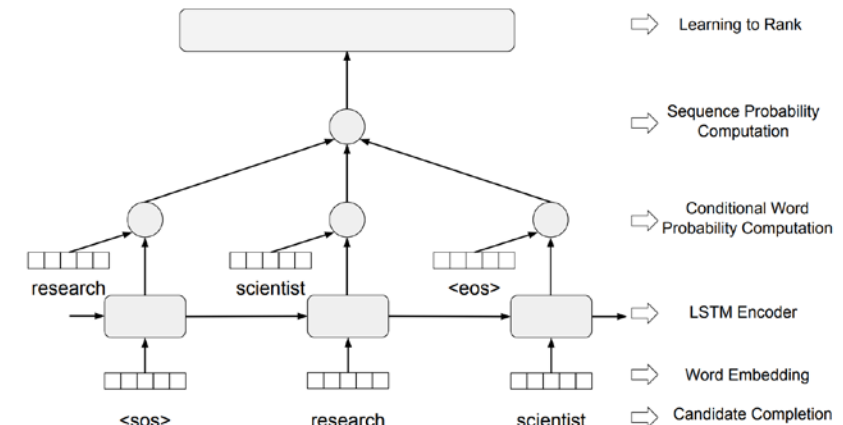 Learning to Rank
Sequence Probability
Computation
Conditional Word
Probability Computation
research
scientist
<eos>
LSTM Encoder
Word Embedding
<sos>
research
scientist
Candidate Completion